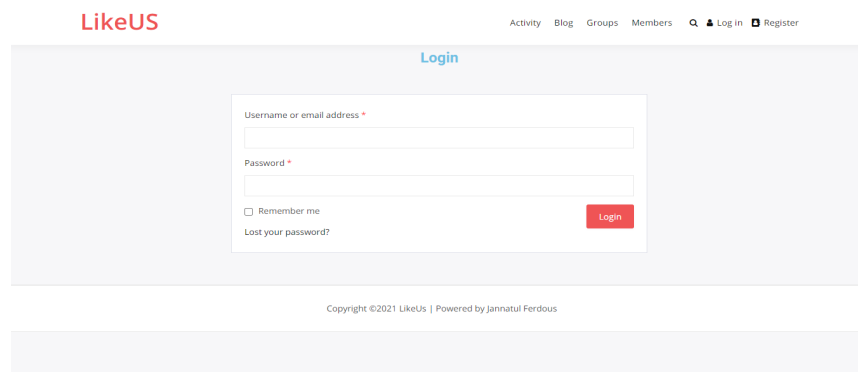 LikeUS
Activity Blog Groups Members Log in Register
Login
Username or email address *
Password *
Remember me
Login
Lost your password?
Copyright ©2021 LikeUs | Powered by Jannatul Ferdous